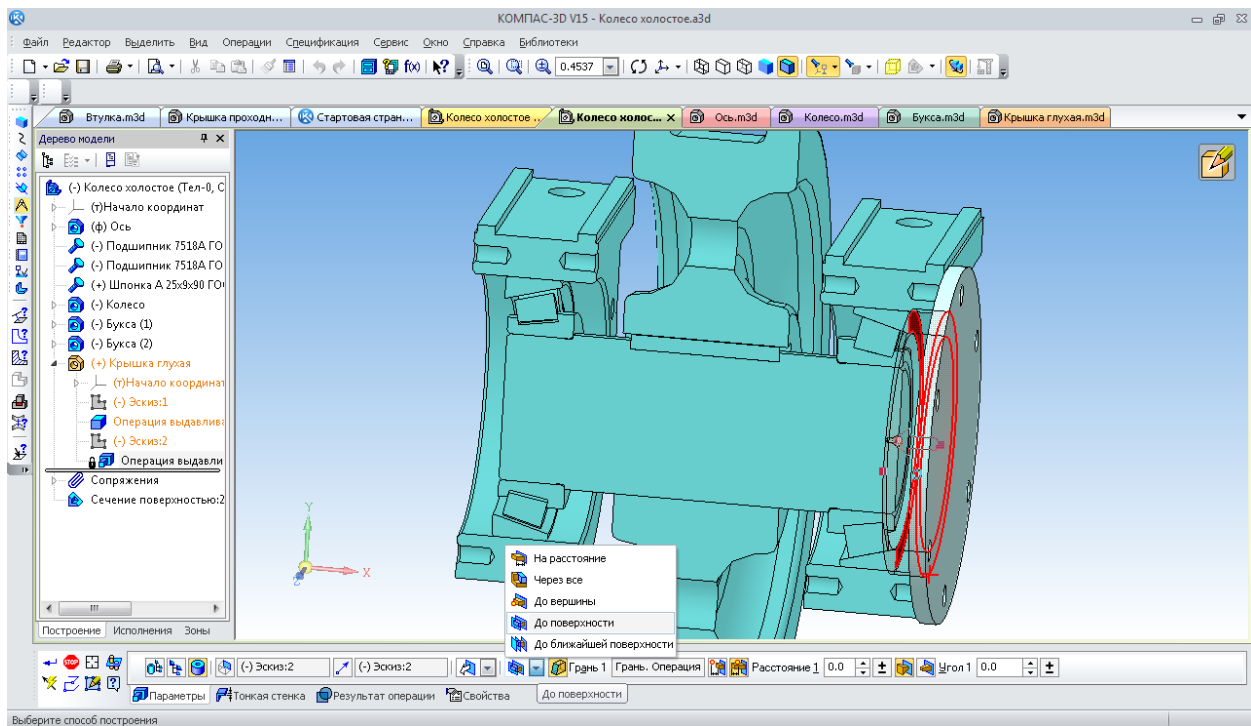 КОМПАС-3D V15 - Колесо холостое.a3d
Файл Редактор Выделить Вид Операции Спецификация Сервис Окно Справка Библиотеки
0.4537
Втулка.m3d Крышка проходн... Стартовая стран... Колесо холостое .. Колесо холос... Ось.m3d Колесо.m3d Букса.m3d Крышка глухая.m3d
Дерево модели
(-) Колесо холостое (Тел-0, С
(т)Начало координат
(ф) Ось
(-) Подшипник 7518А ГО
(-) Подшипник 7518А ГО
(+) Шпонка А 25х9х90 ГО
(-) Колесо
(-) Букса (1)
(-) Букса (2)
(+) Крышка глухая
(т)Начало координат
(-) Эскиз:1
Операция выдавлива
(-) Эскиз:2
Операция выдавли
Сопряжения
Сечение поверхностью:2
Y
X
Z
На расстояние
Через все
До вершины
До поверхности
До ближайшей поверхности
Построение Исполнения Зоны
(-) Эскиз:2 (-) Эскиз:2 Грань 1 Грань. Операция Расстояние 1 0.0 Угол 1 0.0
Параметры Тонкая стенка Результат операции Свойства До поверхности
Выберите способ построения